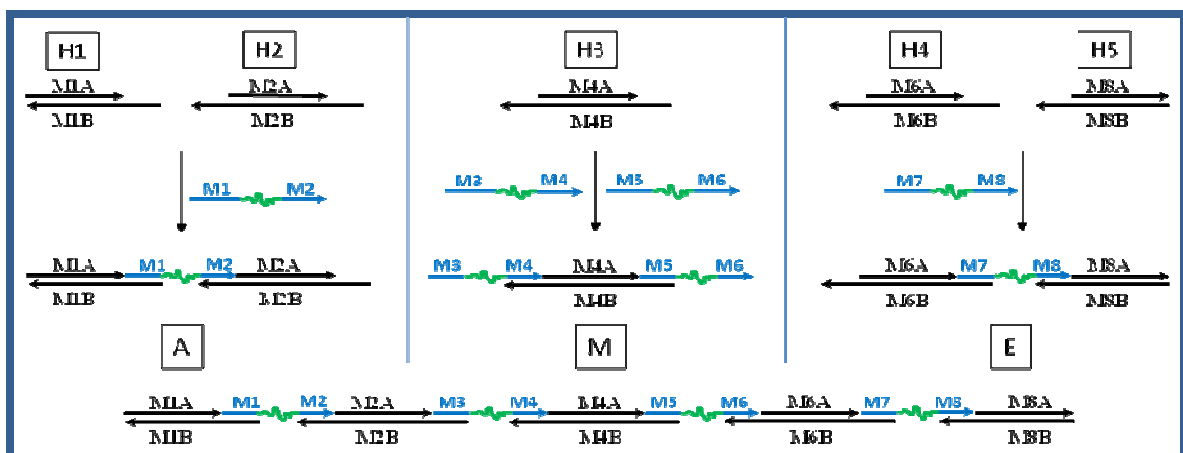 H1 H2 H3 H4 H5
M1A M2A M4A M6A M8A
M1B M2B M4B M6B M8B
M1 M2 M3 M4 M5 M6 M7 M8
M1A M1 M2 M2A M3 M4 M4A M5 M6 M6A M7 M8 M8A
M1B M2B M4B M6B M8B
A M E
M1A M1 M2 M2A M3 M4 M4A M5 M6 M6A M7 M8 M8A
M1B M2B M4B M6B M8B